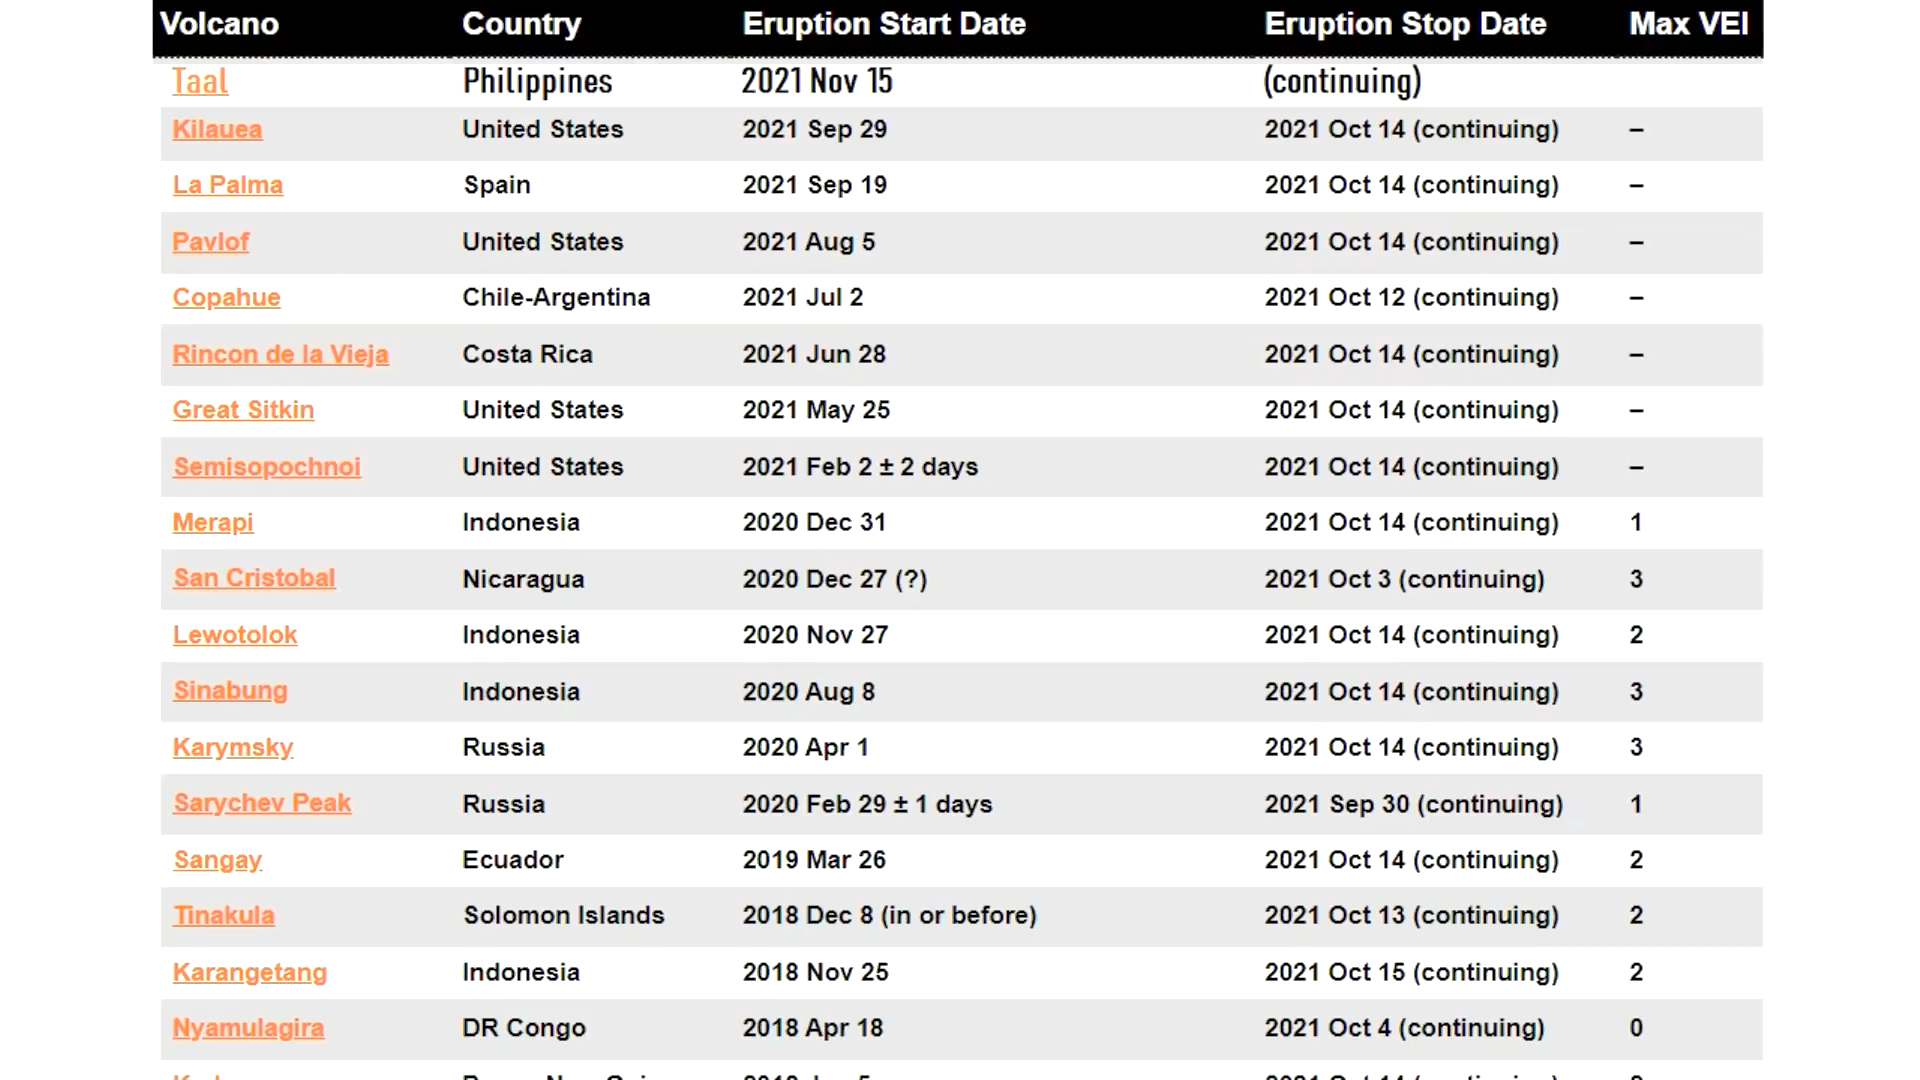 Volcano Country Eruption Start Date Eruption Stop Date Max VEI
Taal Philippines 2021 Nov 15 (continuing)
Kilauea United States 2021 Sep 29 2021 Oct 14 (continuing) –
La Palma Spain 2021 Sep 19 2021 Oct 14 (continuing) –
Pavlof United States 2021 Aug 5 2021 Oct 14 (continuing) –
Copahue Chile-Argentina 2021 Jul 2 2021 Oct 12 (continuing) –
Rincon de la Vieja Costa Rica 2021 Jun 28 2021 Oct 14 (continuing) –
Great Sitkin United States 2021 May 25 2021 Oct 14 (continuing) –
Semisopochnoi United States 2021 Feb 2 ± 2 days 2021 Oct 14 (continuing) –
Merapi Indonesia 2020 Dec 31 2021 Oct 14 (continuing) 1
San Cristobal Nicaragua 2020 Dec 27 (?) 2021 Oct 3 (continuing) 3
Lewotolok Indonesia 2020 Nov 27 2021 Oct 14 (continuing) 2
Sinabung Indonesia 2020 Aug 8 2021 Oct 14 (continuing) 3
Karymsky Russia 2020 Apr 1 2021 Oct 14 (continuing) 3
Sarychev Peak Russia 2020 Feb 29 ± 1 days 2021 Sep 30 (continuing) 1
Sangay Ecuador 2019 Mar 26 2021 Oct 14 (continuing) 2
Tinakula Solomon Islands 2018 Dec 8 (in or before) 2021 Oct 13 (continuing) 2
Karangetang Indonesia 2018 Nov 25 2021 Oct 15 (continuing) 2
Nyamulagira DR Congo 2018 Apr 18 2021 Oct 4 (continuing) 0